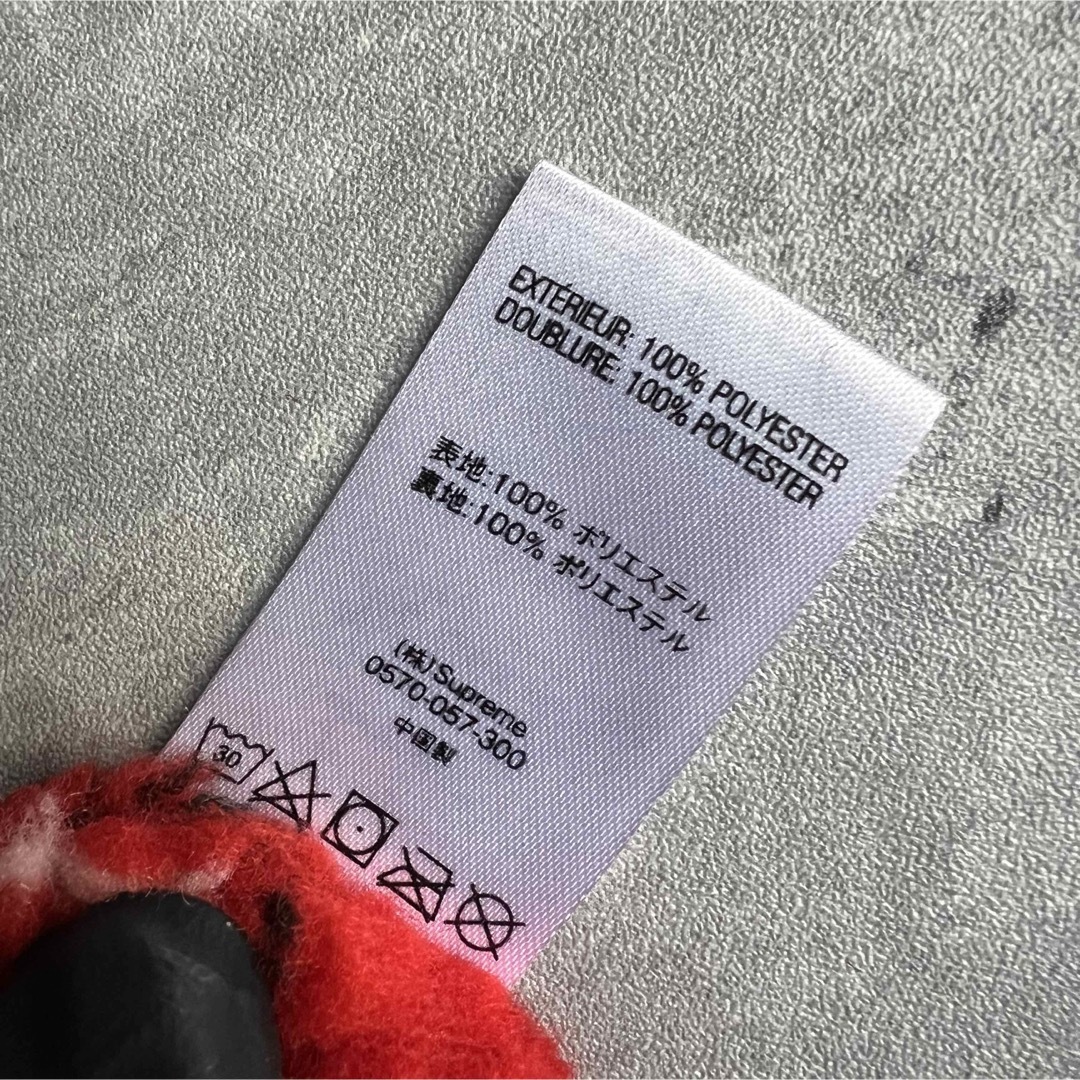 EXTÉRIEUR: 100% POLYESTER
DOUBLURE: 100% POLYESTER
表地:100% ポリエステル
裏地:100% ポリエステル
(株)Supreme
0570-057-300
中国製
30